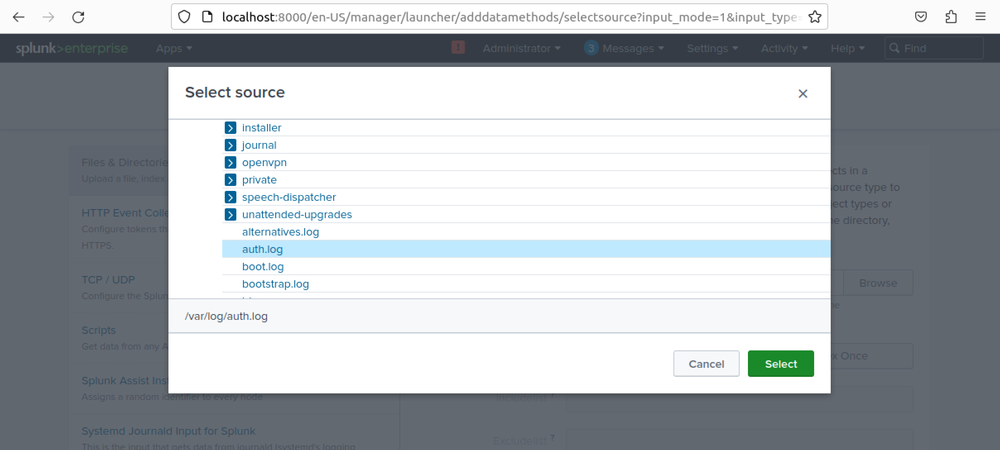 localhost:8000/en-US/manager/launcher/adddatamethods/selectsource?input_mode=1&input_type=
splunk>enterprise Apps ! Administrator 3 Messages Settings Activity Help Find
Select source
installer
journal
openvpn
private
speech-dispatcher
unattended-upgrades
alternatives.log
auth.log
boot.log
bootstrap.log
/var/log/auth.log
Cancel Select
Files & Directorie
Upload a file, index
HTTP Event Colle
Configure tokens th
HTTPS.
TCP / UDP
Configure the Splun
Scripts
Get data from any A
Splunk Assist Inst
Assigns a random identifier to every node
Systemd Journald Input for Splunk
This is the input that gets data from journald (systemd's logging
cts in a
source type to
ject types or
e directory,
Browse
x Once
Includelist ?
Excludelist ?